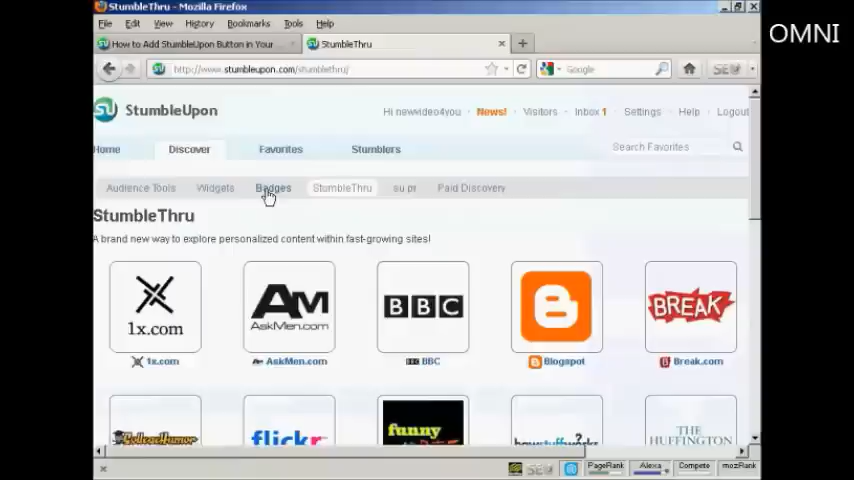 StumbleThru - Mozilla Firefox
OMNI
File Edit View History Bookmarks Tools Help
How to Add StumbleUpon Button in Your ...
StumbleThru
http://www.stumbleupon.com/stumblethru/
Google
SEO
StumbleUpon
Hi newvideo4you News! Visitors Inbox 1 Settings Help Logout
Home Discover Favorites Stumblers
Search Favorites
Audience Tools Widgets Badges StumbleThru su.pr Paid Discovery
StumbleThru
A brand new way to explore personalized content within fast-growing sites!
1x.com
AM
AskMen.com
BBC
BREAK
1x.com AskMen.com BBC Blogspot Break.com
CollegeHumor flickr funny howstuffworks THE
HUFFINGTON
SEO PageRank Alexa Compete mozRank